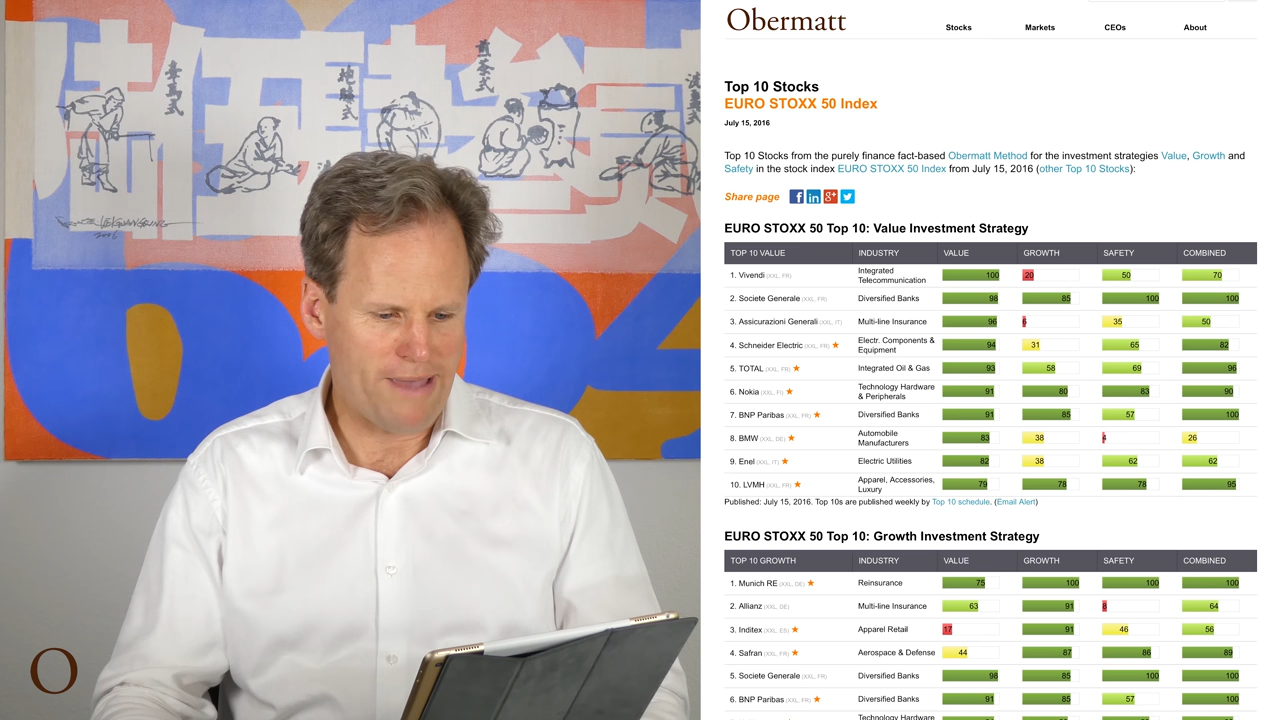 Obermatt
Stocks
Markets
CEOs
About
Top 10 Stocks
EURO STOXX 50 Index
July 15, 2016
Top 10 Stocks from the purely finance fact-based Obermatt Method for the investment strategies Value, Growth and
Safety in the stock index EURO STOXX 50 Index from July 15, 2016 (other Top 10 Stocks):
Share page
EURO STOXX 50 Top 10: Value Investment Strategy
TOP 10 VALUE INDUSTRY VALUE GROWTH SAFETY COMBINED
1. Vivendi (XXL, FR) Integrated Telecommunication 100 20 50 70
2. Societe Generale (XXL, FR) Diversified Banks 98 85 100 100
3. Assicurazioni Generali (XXL, IT) Multi-line Insurance 96 6 35 50
4. Schneider Electric (XXL, FR) Electr. Components & Equipment 94 31 65 82
5. TOTAL (XXL, FR) Integrated Oil & Gas 93 58 69 96
6. Nokia (XXL, FI) Technology Hardware & Peripherals 91 80 83 90
7. BNP Paribas (XXL, FR) Diversified Banks 91 85 57 100
8. BMW (XXL, DE) Automobile Manufacturers 83 38 4 26
9. Enel (XXL, IT) Electric Utilities 82 38 62 62
10. LVMH (XXL, FR) Apparel, Accessories, Luxury 79 78 78 95
Published: July 15, 2016. Top 10s are published weekly by Top 10 schedule. (Email Alert)
EURO STOXX 50 Top 10: Growth Investment Strategy
TOP 10 GROWTH INDUSTRY VALUE GROWTH SAFETY COMBINED
1. Munich RE (XXL, DE) Reinsurance 75 100 100 100
2. Allianz (XXL, DE) Multi-line Insurance 63 91 8 64
3. Inditex (XXL, ES) Apparel Retail 17 91 46 56
4. Safran (XXL, FR) Aerospace & Defense 44 87 86 89
5. Societe Generale (XXL, FR) Diversified Banks 98 85 100 100
6. BNP Paribas (XXL, FR) Diversified Banks 91 85 57 100
Technology Hardware
O